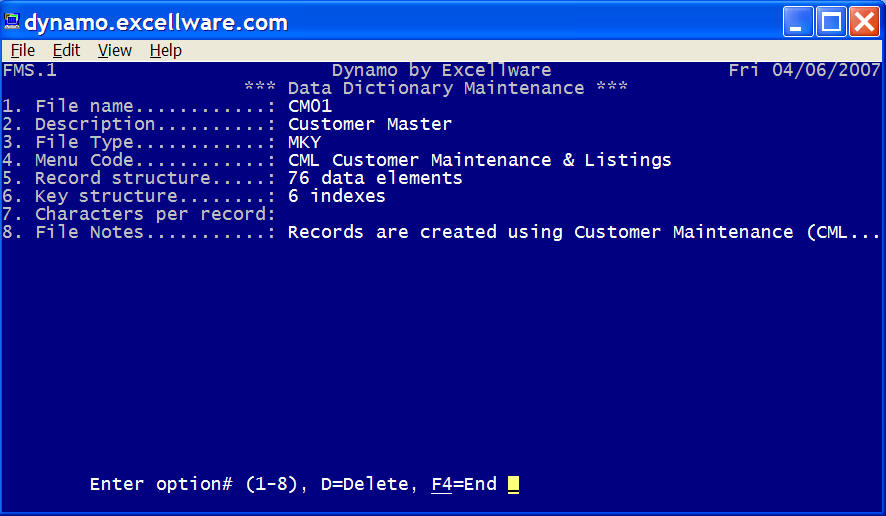 dynamo.excellware.com
File Edit View Help
FMS.1 Dynamo by Excellware Fri 04/06/2007
*** Data Dictionary Maintenance ***
1. File name............: CM01
2. Description..........: Customer Master
3. File Type............: MKY
4. Menu Code............: CML Customer Maintenance & Listings
5. Record structure.....: 76 data elements
6. Key structure........: 6 indexes
7. Characters per record:
8. File Notes...........: Records are created using Customer Maintenance (CML...
Enter option# (1-8), D=Delete, F4=End